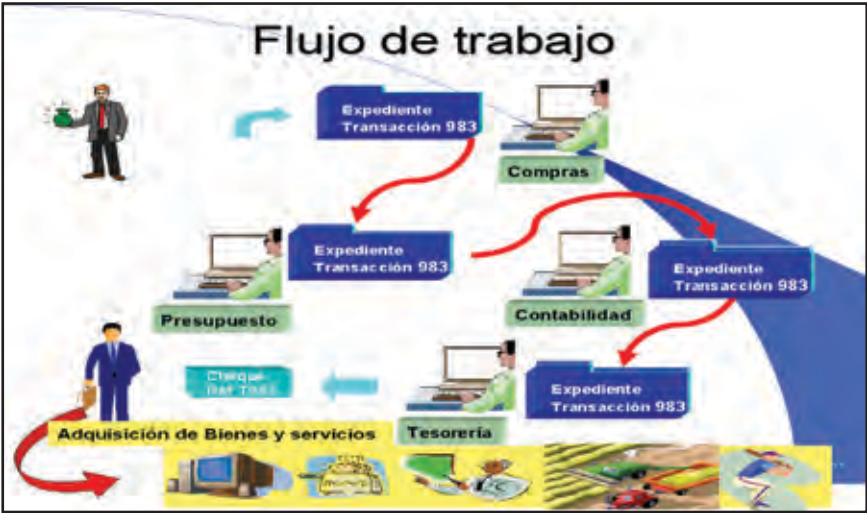 Flujo de trabajo
Expediente
Transacción 983
Compras
Expediente
Transacción 983
Expediente
Transacción 983
Presupuesto
Contabilidad
Cheque
Expediente
Transacción 983
Adquisición de Bienes y servicios
Tesorería